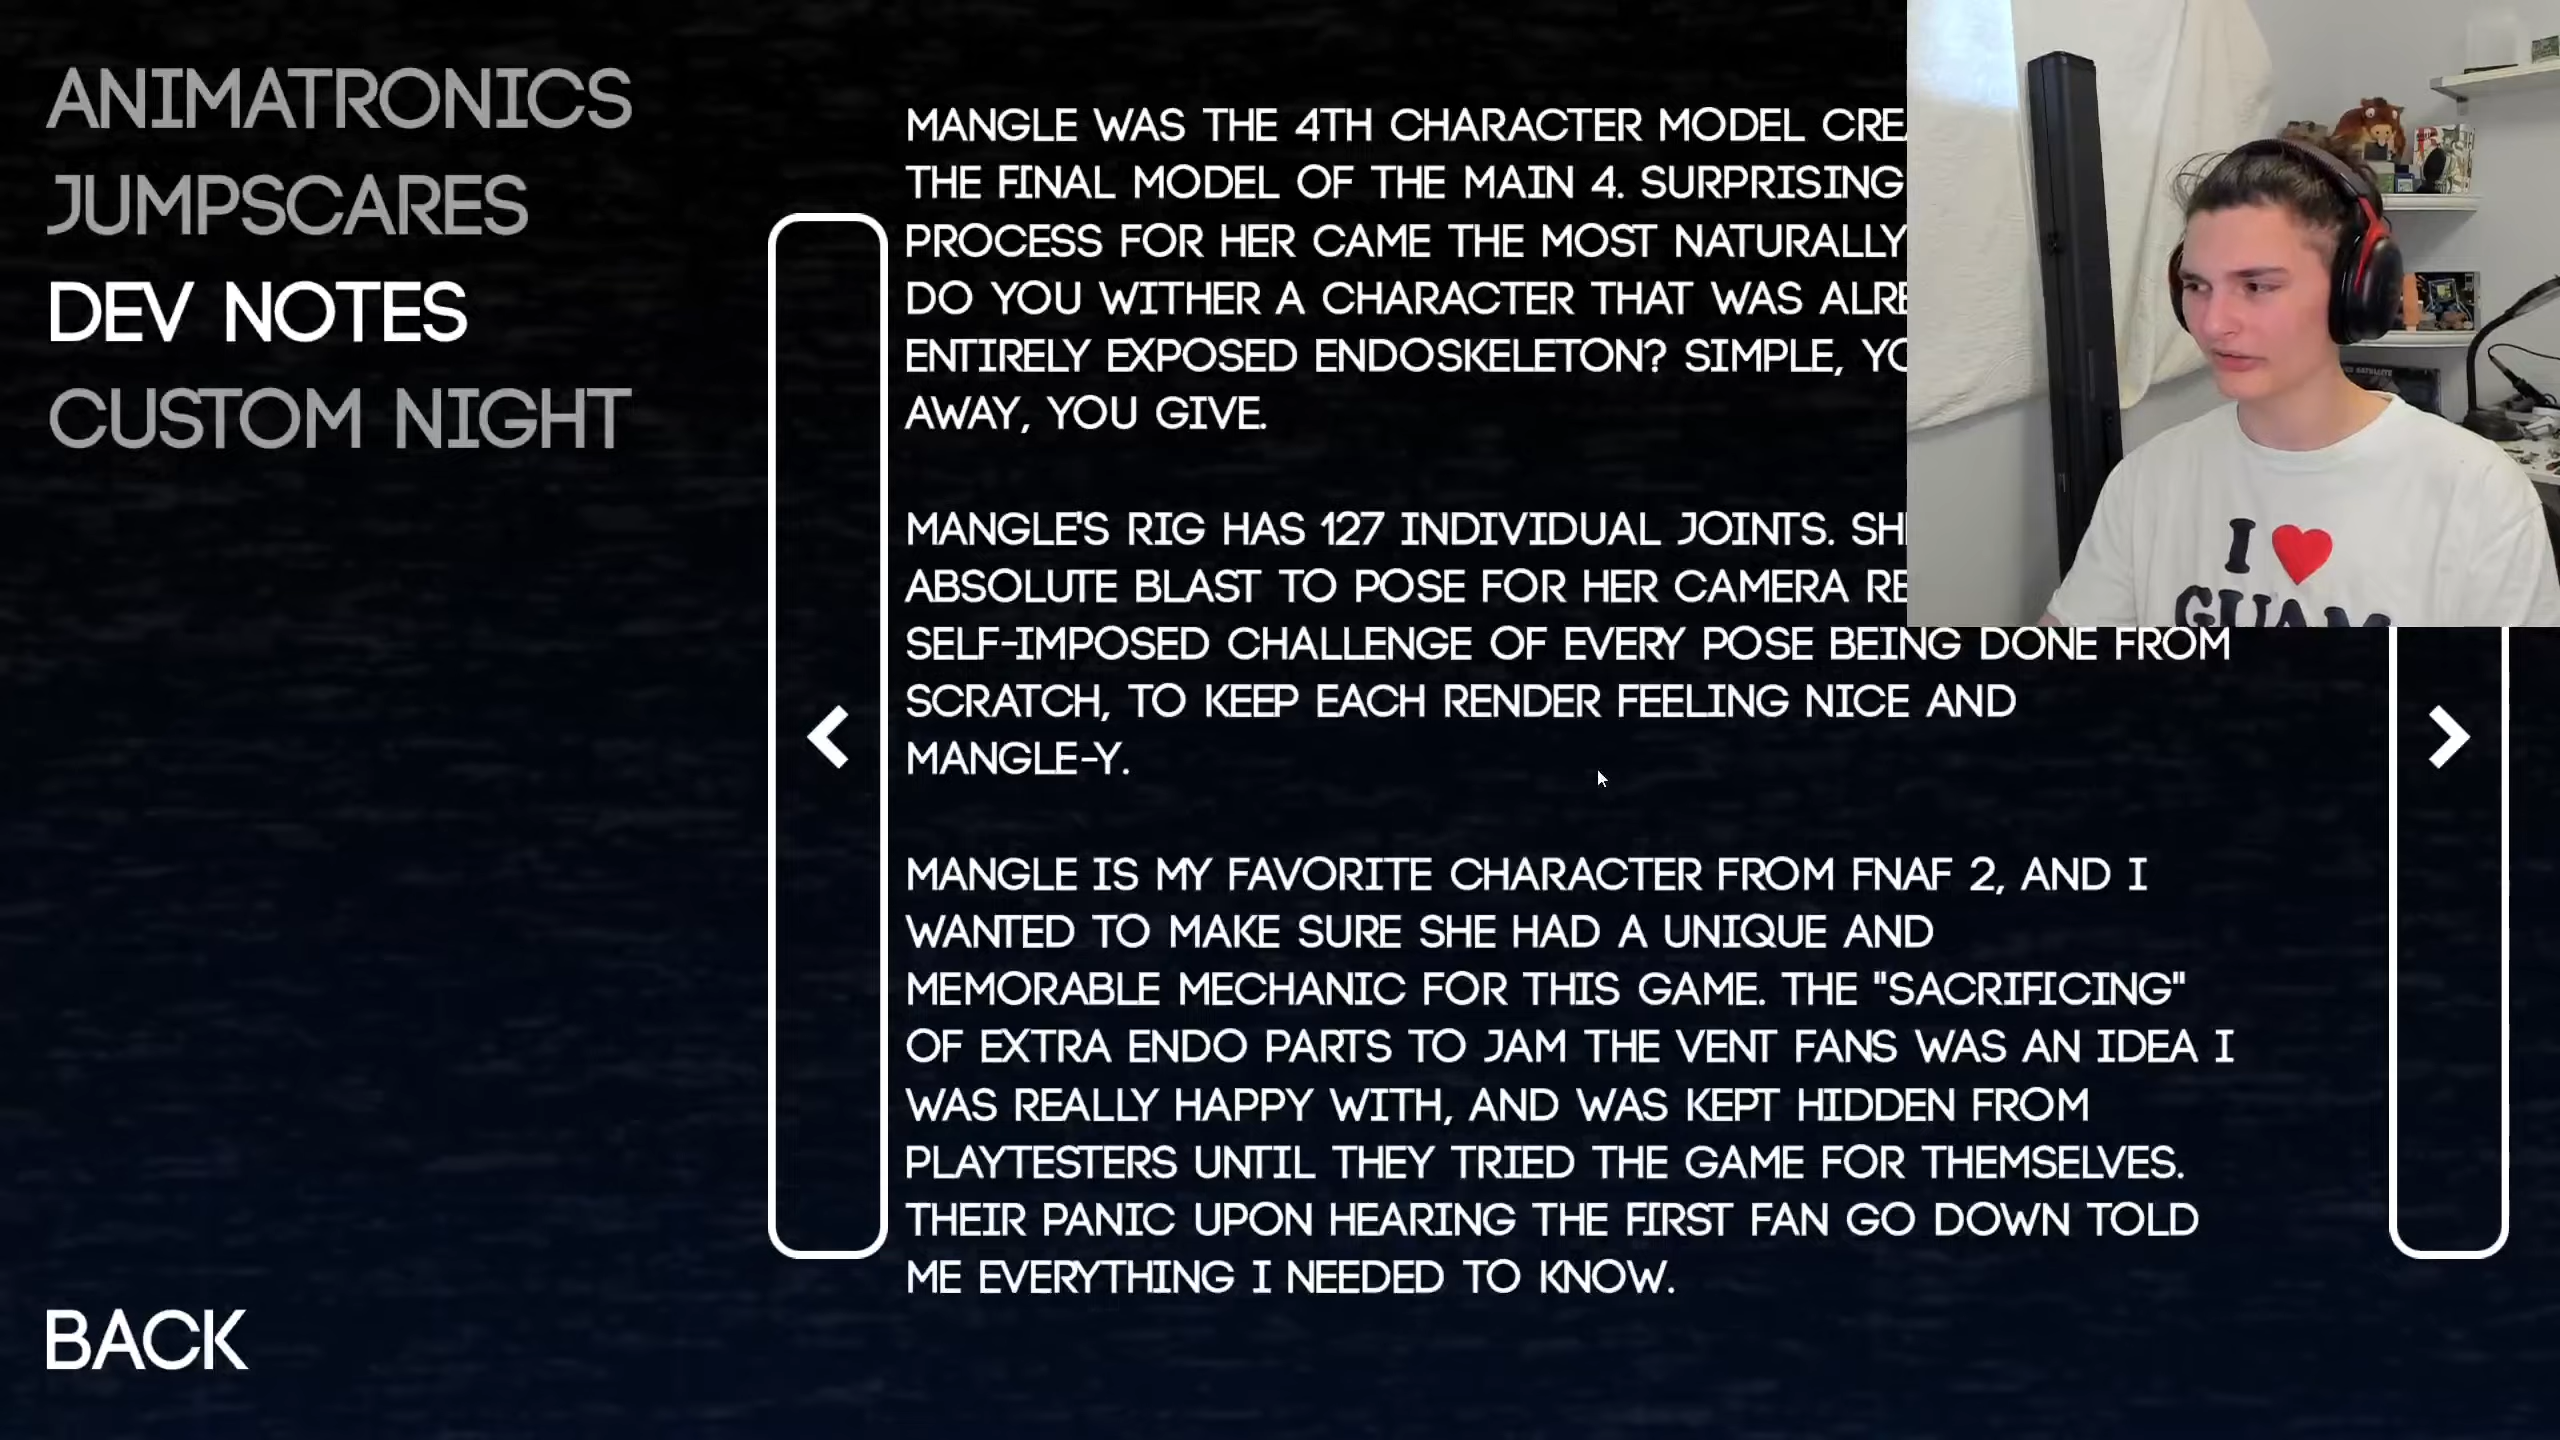 ANIMATRONICS
JUMPSCARES
DEV NOTES
CUSTOM NIGHT
BACK
MANGLE WAS THE 4TH CHARACTER MODEL
THE FINAL MODEL OF THE MAIN 4.
PROCESS FOR HER CAME THE MOST NATURALLY
DO YOU WITHER A CHARACTER THAT WAS
ENTIRELY EXPOSED ENDOSKELETON? SIMPLE,
AWAY, YOU GIVE.
MANGLE'S RIG HAS 127 INDIVIDUAL JOINTS.
ABSOLUTE BLAST TO POSE FOR HER CAMERA
SELF-IMPOSED CHALLENGE OF EVERY POSE BEING DONE FROM
SCRATCH, TO KEEP EACH RENDER FEELING NICE AND
MANGLE-Y.
MANGLE IS MY FAVORITE CHARACTER FROM FNAF 2, AND I
WANTED TO MAKE SURE SHE HAD A UNIQUE AND
MEMORABLE MECHANIC FOR THIS GAME. THE "SACRIFICING"
OF EXTRA ENDO PARTS TO JAM THE VENT FANS WAS AN IDEA I
WAS REALLY HAPPY WITH, AND WAS KEPT HIDDEN FROM
PLAYTESTERS UNTIL THEY TRIED THE GAME FOR THEMSELVES.
THEIR PANIC UPON HEARING THE FIRST FAN GO DOWN TOLD
ME EVERYTHING I NEEDED TO KNOW.
I ❤
GUAM